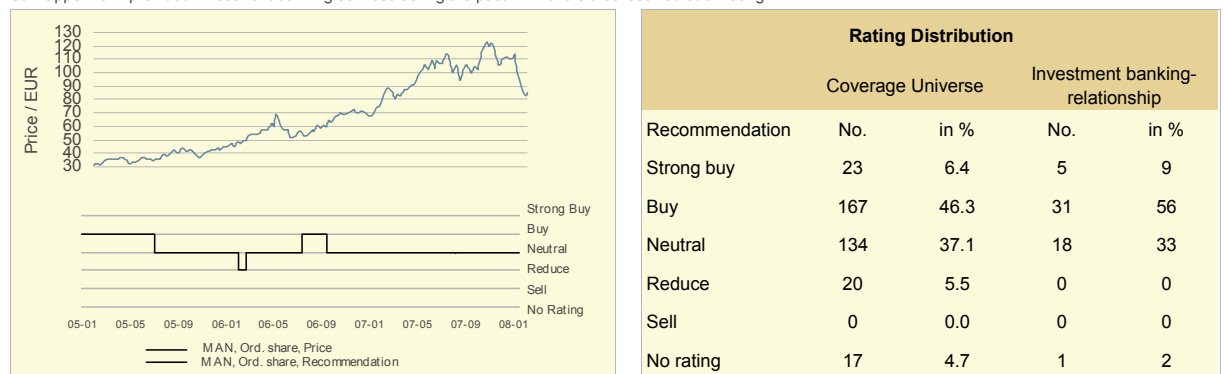 130
120
110
100
90
80
70
60
50
40
30
Price / EUR
Strong Buy
Buy
Neutral
Reduce
Sell
No Rating
05-01 05-05 05-09 06-01 06-05 06-09 07-01 07-05 07-09 08-01
MAN, Ord. share, Price
MAN, Ord. share, Recommendation
Rating Distribution
Coverage Universe Investment banking-
relationship
Recommendation No. in % No. in %
Strong buy 23 6.4 5 9
Buy 167 46.3 31 56
Neutral 134 37.1 18 33
Reduce 20 5.5 0 0
Sell 0 0.0 0 0
No rating 17 4.7 1 2